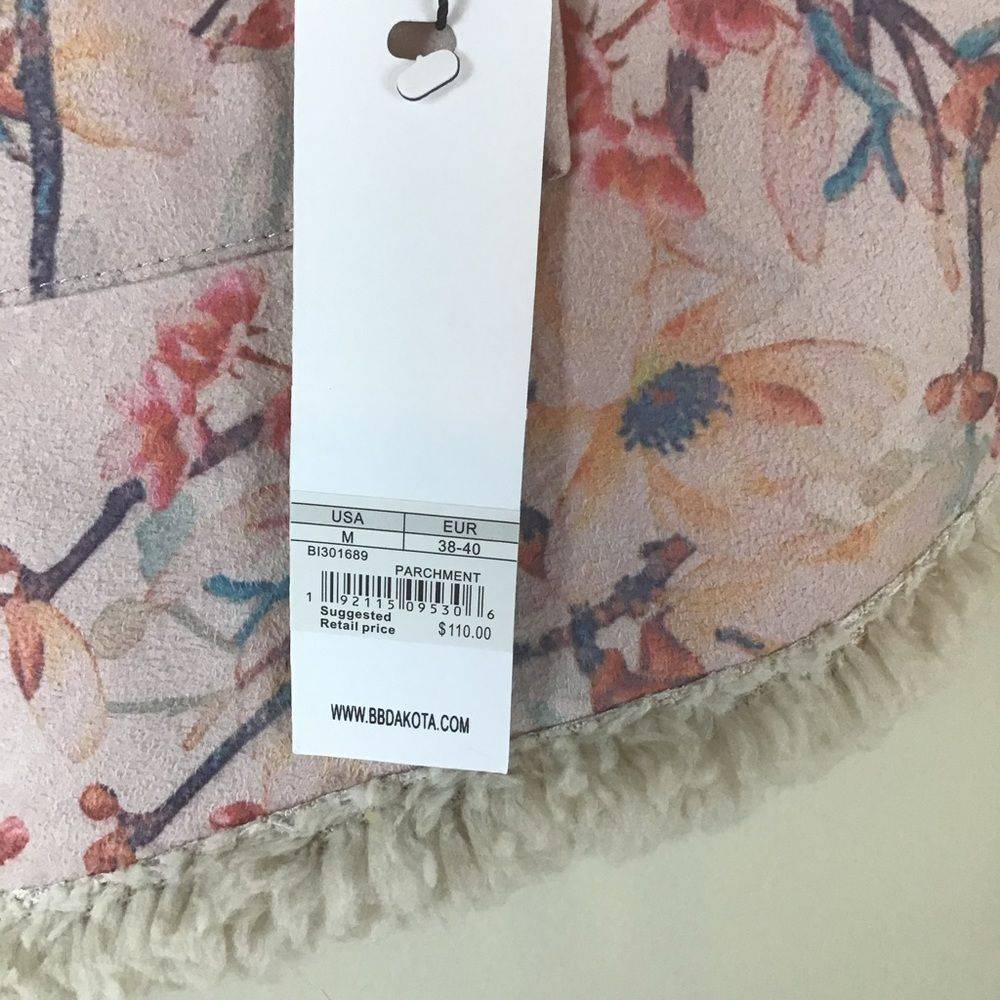 USA EUR
M 38-40
BI301689
PARCHMENT
1 92115 09530 6
Suggested
Retail price $110.00
WWW.BBDAKOTA.COM